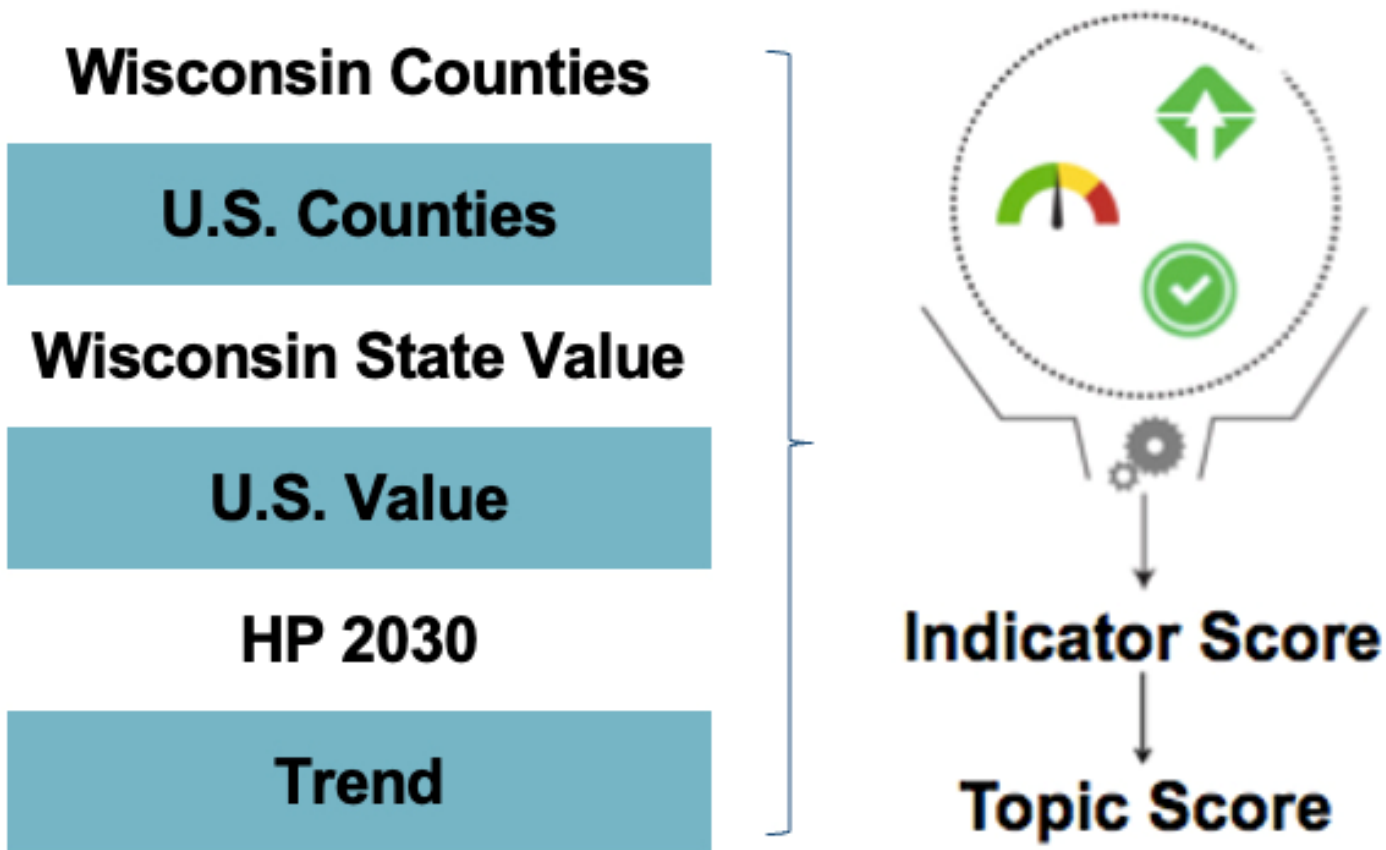 Wisconsin Counties
U.S. Counties
Wisconsin State Value
U.S. Value
HP 2030
Trend
Indicator Score
Topic Score